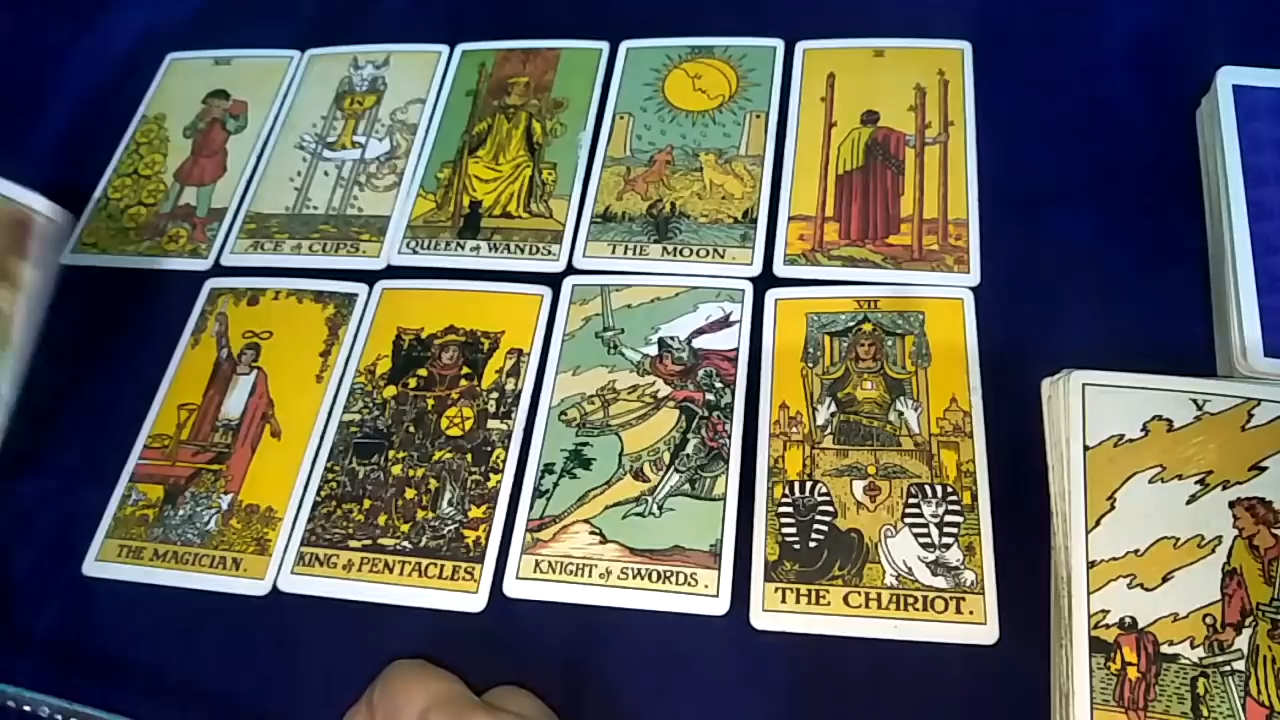 ACE of CUPS.
QUEEN of WANDS.
THE MOON.
III
I
THE MAGICIAN.
KING of PENTACLES.
KNIGHT of SWORDS.
VII
THE CHARIOT.
V